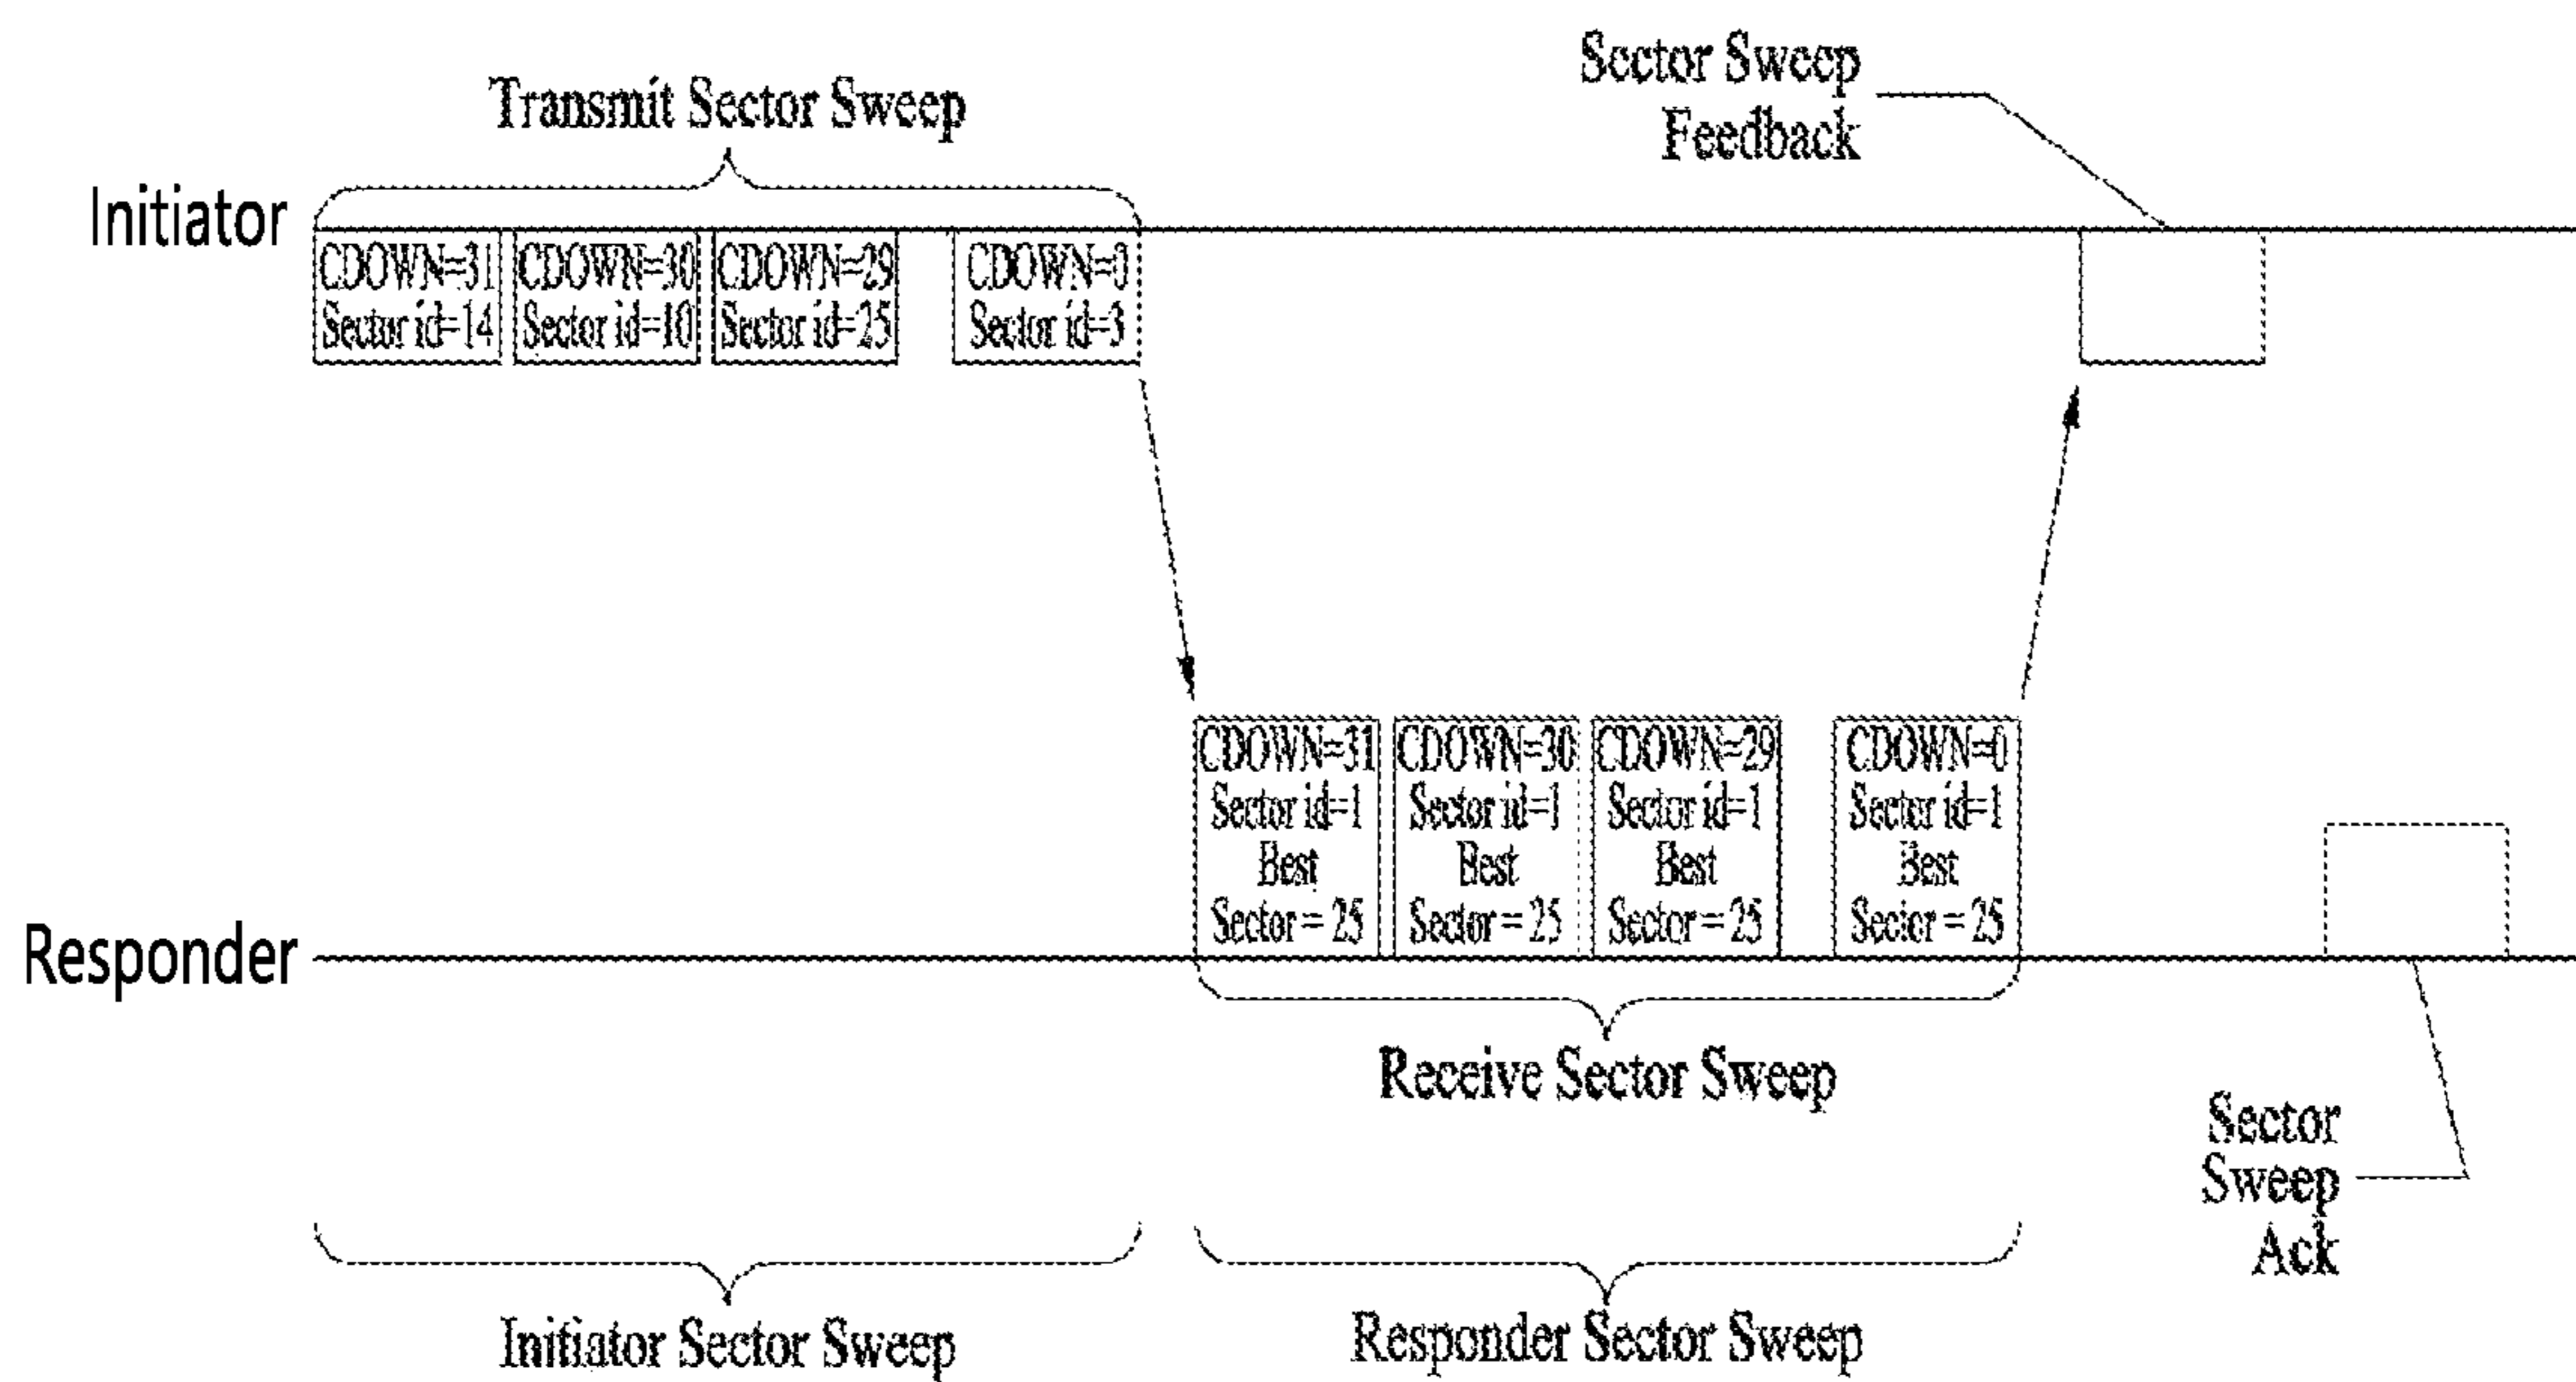 Sector Sweep
Feedback
Transmit Sector Sweep
Initiator
CDOWN=31
Sector id=14
CDOWN=30
Sector id=10
CDOWN=29
Sector id=25
CDOWN=0
Sector id=3
CDOWN=31
Sector id=1
Best
Sector = 25
CDOWN=30
Sector id=1
Best
Sector = 25
CDOWN=29
Sector id=1
Best
Sector = 25
CDOWN=0
Sector id=1
Best
Sector = 25
Responder
Receive Sector Sweep
Sector
Sweep
Ack
Initiator Sector Sweep
Responder Sector Sweep